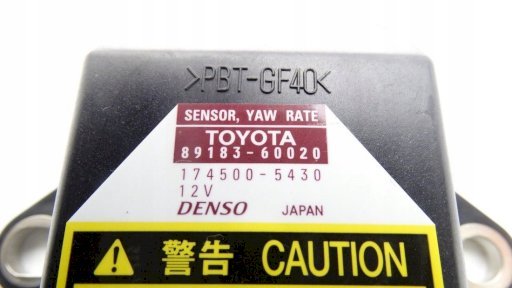 >PBT-GF40<
SENSOR, YAW RATE
TOYOTA
89183-60020
174500-5430
12V
DENSO JAPAN
警告 CAUTION